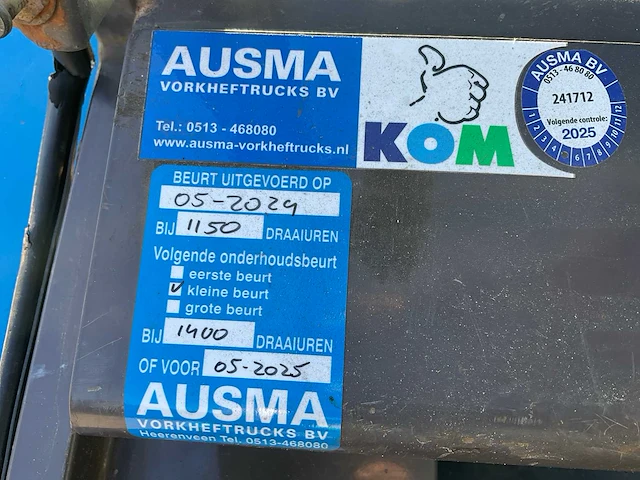 AUSMA
VORKHEFTRUCKS BV
Tel.: 0513 - 468080
www.ausma-vorkheftrucks.nl
KOM
AUSMA BV
0513 - 46 80 80
241712
Volgende controle:
2025
1 2 3 4 5 6 7 8 9 10 11 12
BEURT UITGEVOERD OP
05-2024
BIJ 1150 DRAAIUREN
Volgende onderhoudsbeurt
eerste beurt
kleine beurt
grote beurt
BIJ 1400 DRAAIUREN
OF VOOR 05-2025
AUSMA
VORKHEFTRUCKS BV
Heerenveen Tel. 0513-468080